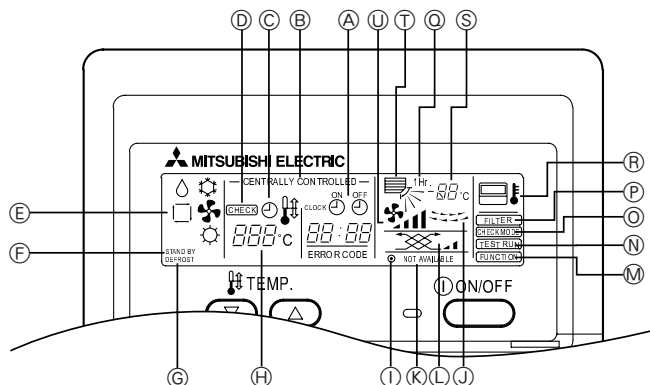 Ⓓ Ⓒ Ⓑ Ⓐ Ⓤ Ⓣ Ⓠ Ⓢ
MITSUBISHI ELECTRIC
CENTRALLY CONTROLLED
ON OFF
1Hr.
CHECK
CLOCK
88°C
888°C
88:88
ERROR CODE
STAND BY
DEFROST
NOT AVAILABLE
FILTER
CHECK MODE
TEST RUN
FUNCTION
Ⓔ
Ⓕ
Ⓡ
Ⓟ
Ⓞ
Ⓝ
Ⓜ
TEMP.
ON/OFF
Ⓖ Ⓗ Ⓘ Ⓚ Ⓛ Ⓙ